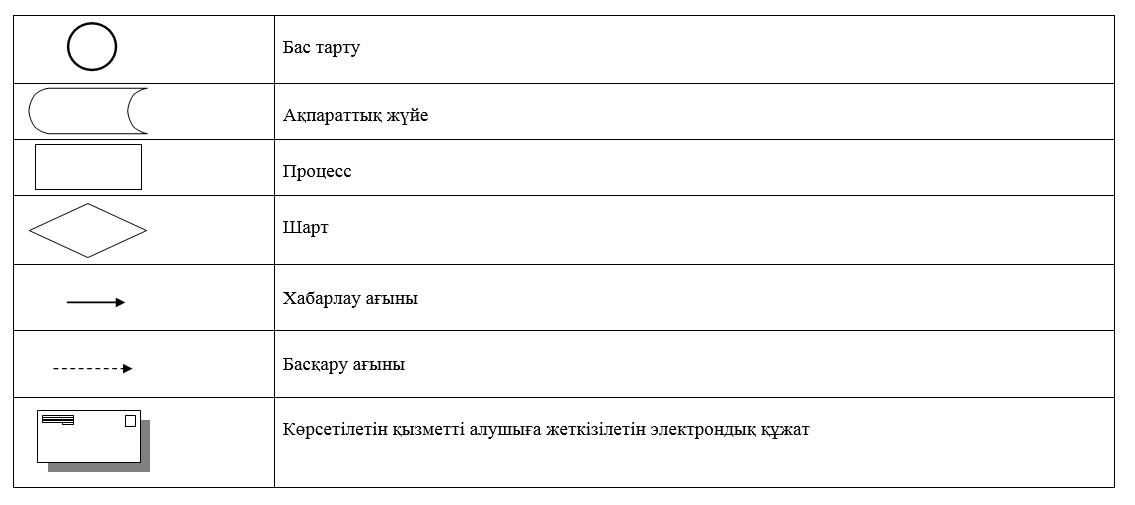 Бас тарту
Ақпараттық жүйе
Процесс
Шарт
Хабарлау ағыны
Басқару ағыны
Көрсетілетін қызметті алушыға жеткізілетін электрондық құжат